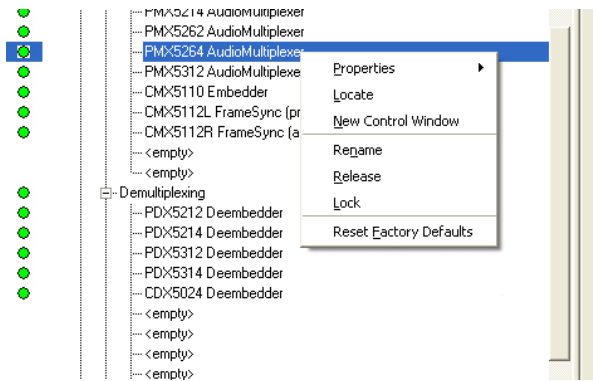 PMX5214 AudioMultiplexer
PMX5262 AudioMultiplexer
PMX5264 AudioMultiplexer
PMX5312 AudioMultiplexe
CMX5110 Embedder
CMX5112L FrameSync (pr
CMX5112R FrameSync (a
<empty>
<empty>
Properties
Locate
New Control Window
Rename
Release
Lock
Reset Factory Defaults
Demultiplexing
PDX5212 Deembedder
PDX5214 Deembedder
PDX5312 Deembedder
PDX5314 Deembedder
CDX5024 Deembedder
<empty>
<empty>
<empty>
<empty>